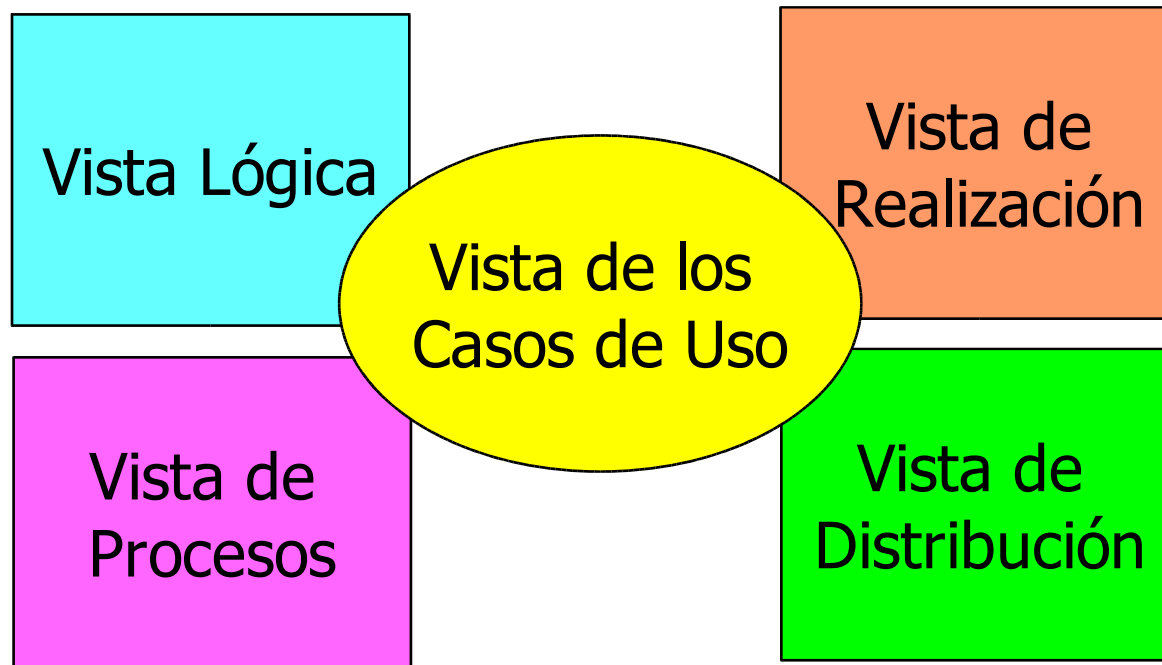 Vista Lógica
Vista de
Realización
Vista de los
Casos de Uso
Vista de
Procesos
Vista de
Distribución